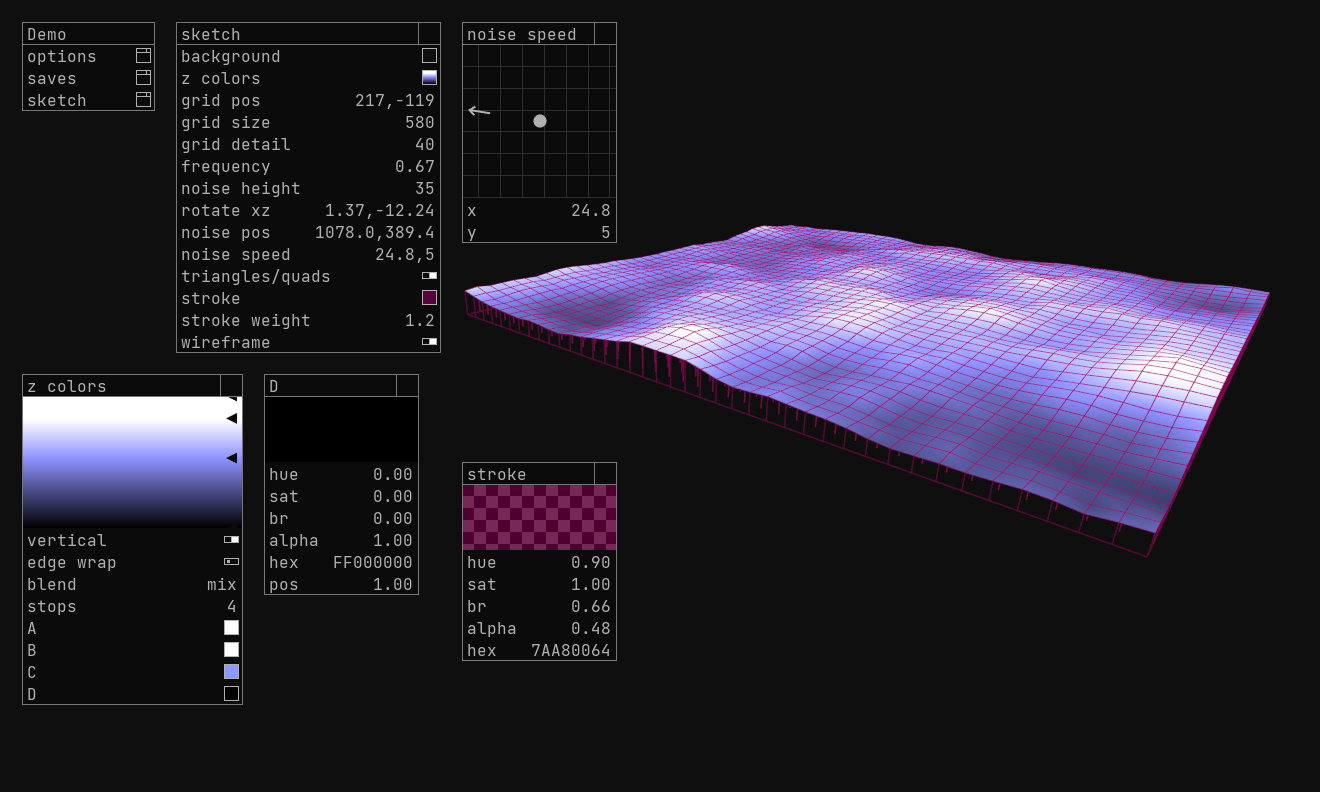 Demo
options
saves
sketch
sketch
background
z colors
grid pos 217,-119
grid size 580
grid detail 40
frequency 0.67
noise height 35
rotate xz 1.37,-12.24
noise pos 1078.0,389.4
noise speed 24.8,5
triangles/quads
stroke
stroke weight 1.2
wireframe
noise speed
x 24.8
y 5
z colors
vertical
edge wrap
blend mix
stops 4
A
B
C
D
D
hue 0.00
sat 0.00
br 0.00
alpha 1.00
hex FF000000
pos 1.00
stroke
hue 0.90
sat 1.00
br 0.66
alpha 0.48
hex 7AA80064